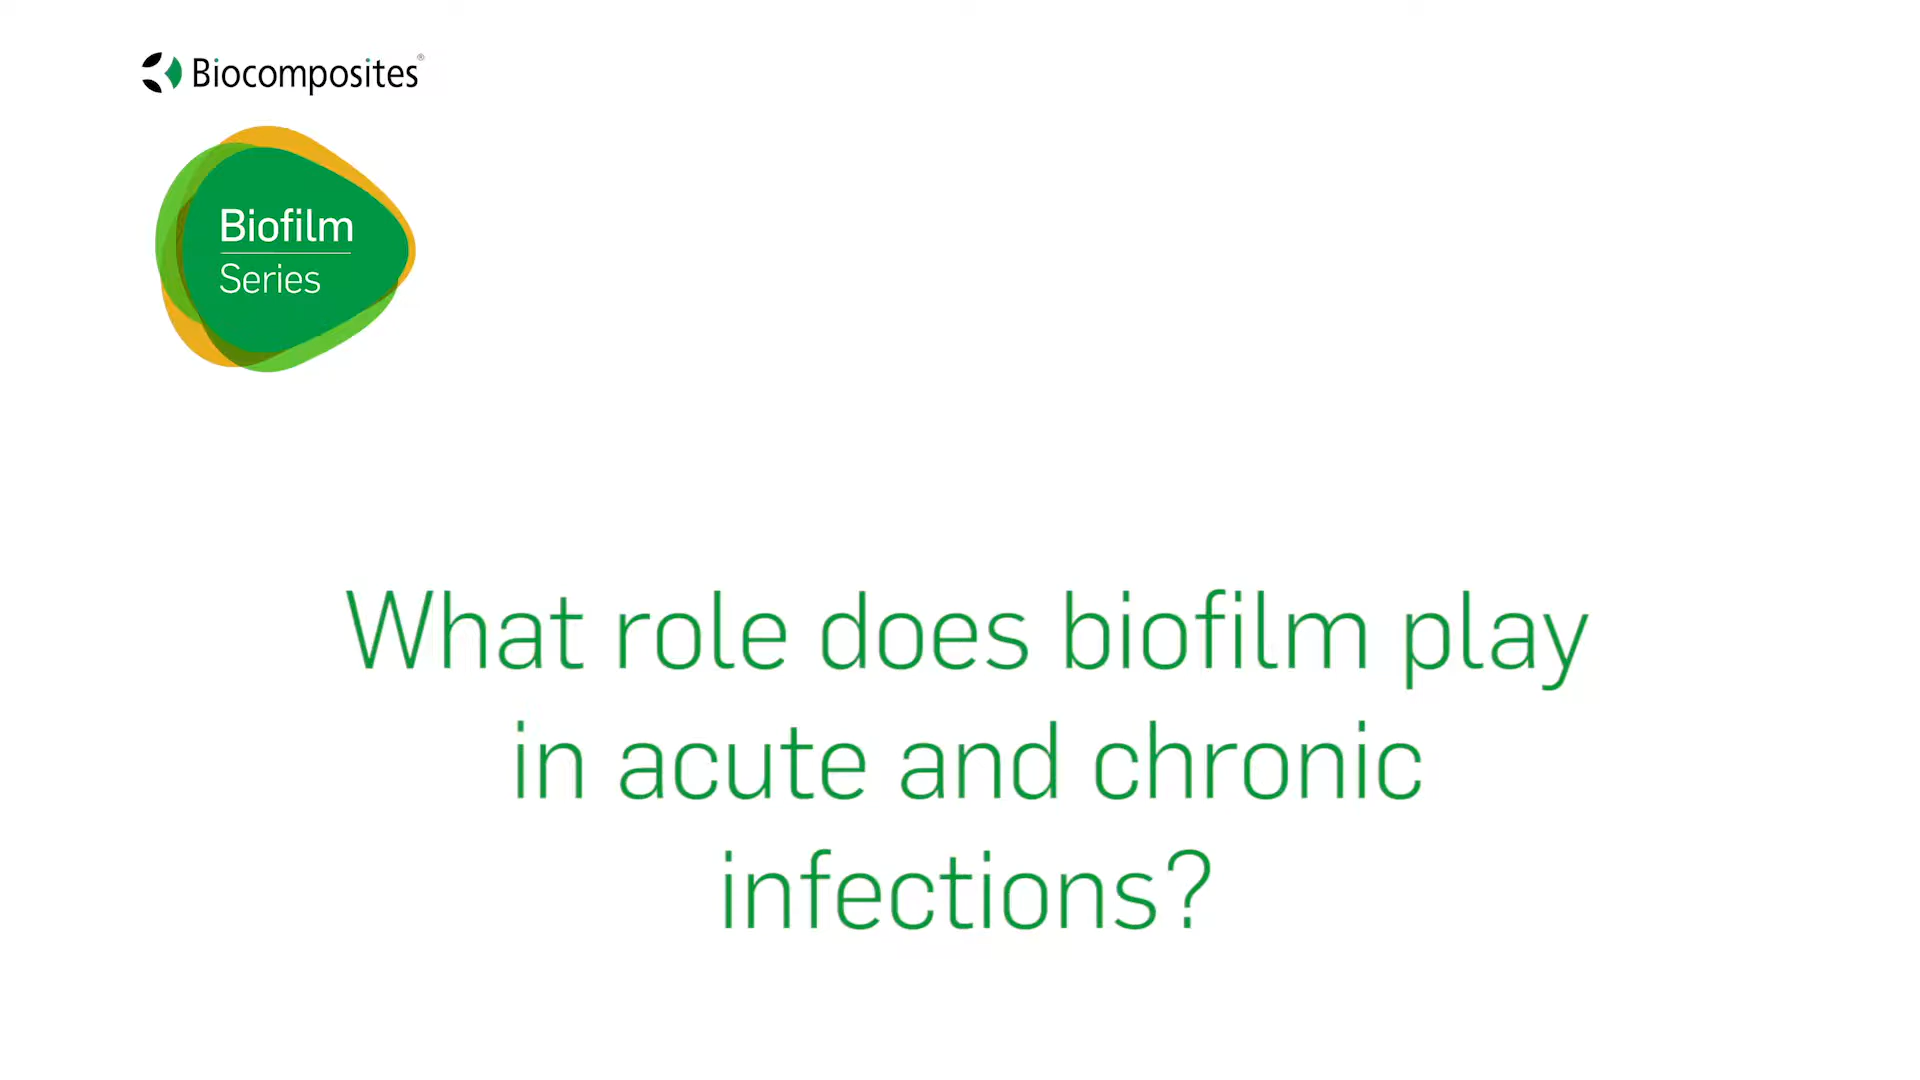 Biocomposites®
Biofilm
Series
What role does biofilm play
in acute and chronic
infections?